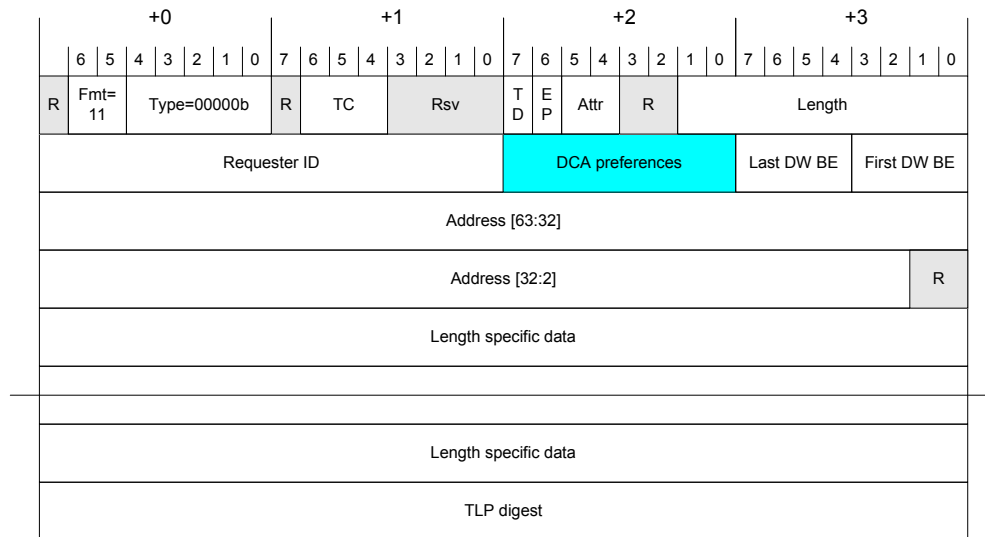 +0 +1 +2 +3
6 5 4 3 2 1 0 7 6 5 4 3 2 1 0 7 6 5 4 3 2 1 0 7 6 5 4 3 2 1 0
R Fmt=11 Type=00000b R TC Rsv TD EP Attr R Length
Requester ID DCA preferences Last DW BE First DW BE
Address [63:32]
Address [32:2] R
Length specific data
Length specific data
TLP digest